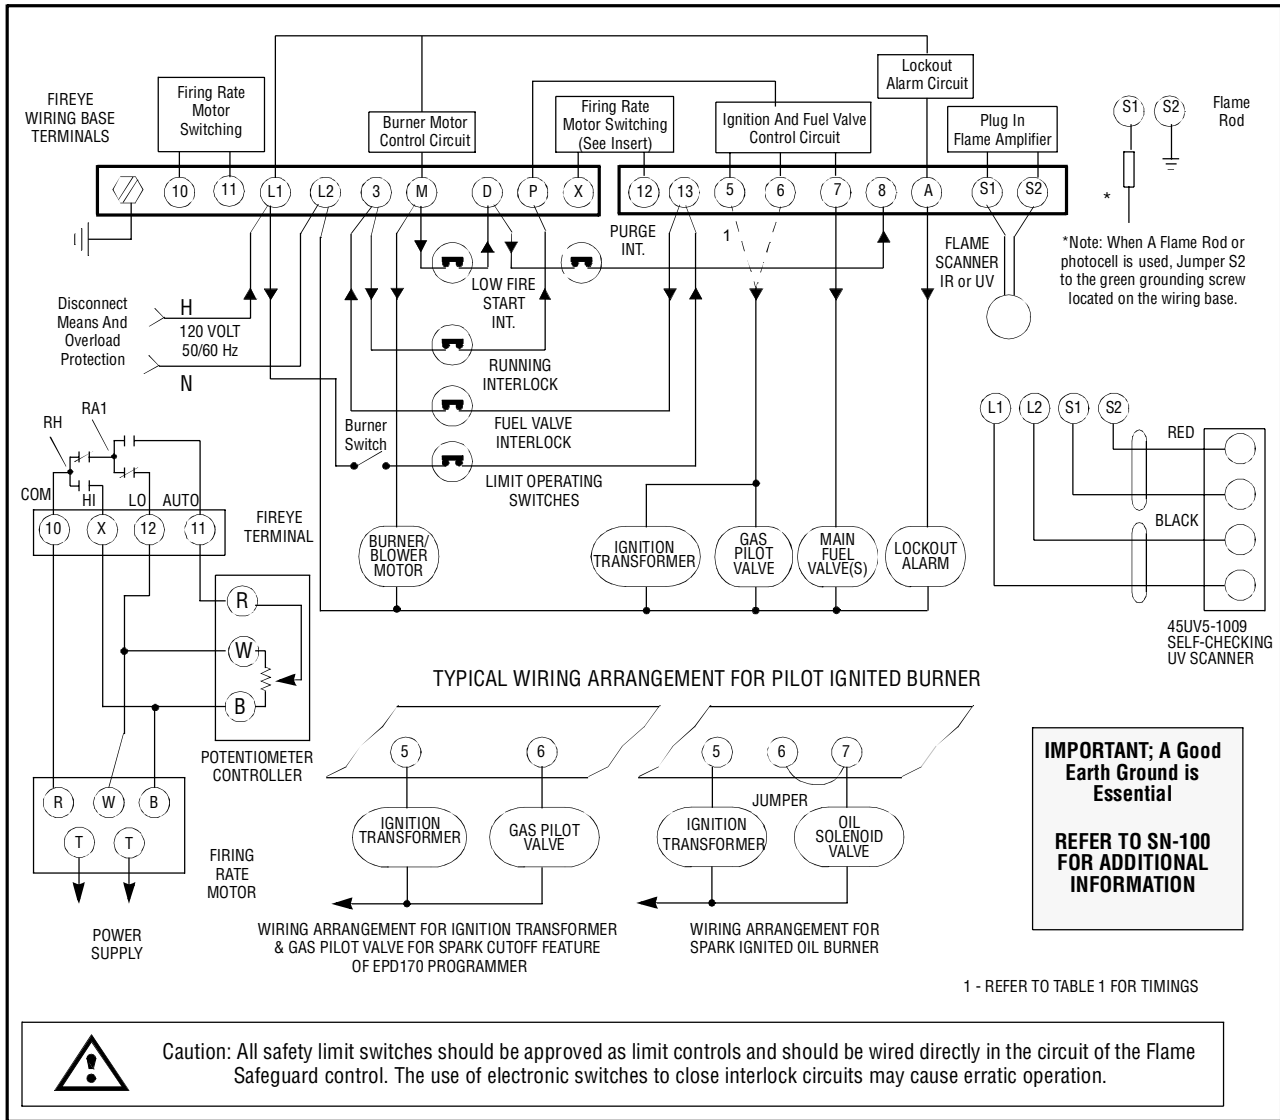 FIREYE
WIRING BASE
TERMINALS
Firing Rate
Motor
Switching
Burner Motor
Control Circuit
Firing Rate
Motor Switching
(See Insert)
Ignition And Fuel Valve
Control Circuit
Lockout
Alarm Circuit
Plug In
Flame Amplifier
S1
S2
Flame
Rod
*
*Note: When A Flame Rod or
photocell is used, Jumper S2
to the green grounding screw
located on the wiring base.
10
11
L1
L2
3
M
D
P
X
12
13
5
6
7
8
A
S1
S2
PURGE
INT.
1
FLAME
SCANNER
IR or UV
LOW FIRE
START
INT.
Disconnect
Means And
Overload
Protection
H
120 VOLT
50/60 Hz
N
RUNNING
INTERLOCK
FUEL VALVE
INTERLOCK
Burner
Switch
LIMIT OPERATING
SWITCHES
L1
L2
S1
S2
RED
BLACK
45UV5-1009
SELF-CHECKING
UV SCANNER
RH
RA1
COM
HI
LO
AUTO
10
X
12
11
FIREYE
TERMINAL
BURNER/
BLOWER
MOTOR
IGNITION
TRANSFORMER
GAS
PILOT
VALVE
MAIN
FUEL
VALVE(S)
LOCKOUT
ALARM
R
W
B
POTENTIOMETER
CONTROLLER
R
W
B
T
T
FIRING
RATE
MOTOR
POWER
SUPPLY
TYPICAL WIRING ARRANGEMENT FOR PILOT IGNITED BURNER
5
6
IGNITION
TRANSFORMER
GAS PILOT
VALVE
WIRING ARRANGEMENT FOR IGNITION TRANSFORMER
& GAS PILOT VALVE FOR SPARK CUTOFF FEATURE
OF EPD170 PROGRAMMER
5
6
7
JUMPER
IGNITION
TRANSFORMER
OIL
SOLENOID
VALVE
WIRING ARRANGEMENT FOR
SPARK IGNITED OIL BURNER
IMPORTANT; A Good
Earth Ground is
Essential
REFER TO SN-100
FOR ADDITIONAL
INFORMATION
1 - REFER TO TABLE 1 FOR TIMINGS
Caution: All safety limit switches should be approved as limit controls and should be wired directly in the circuit of the Flame
Safeguard control. The use of electronic switches to close interlock circuits may cause erratic operation.